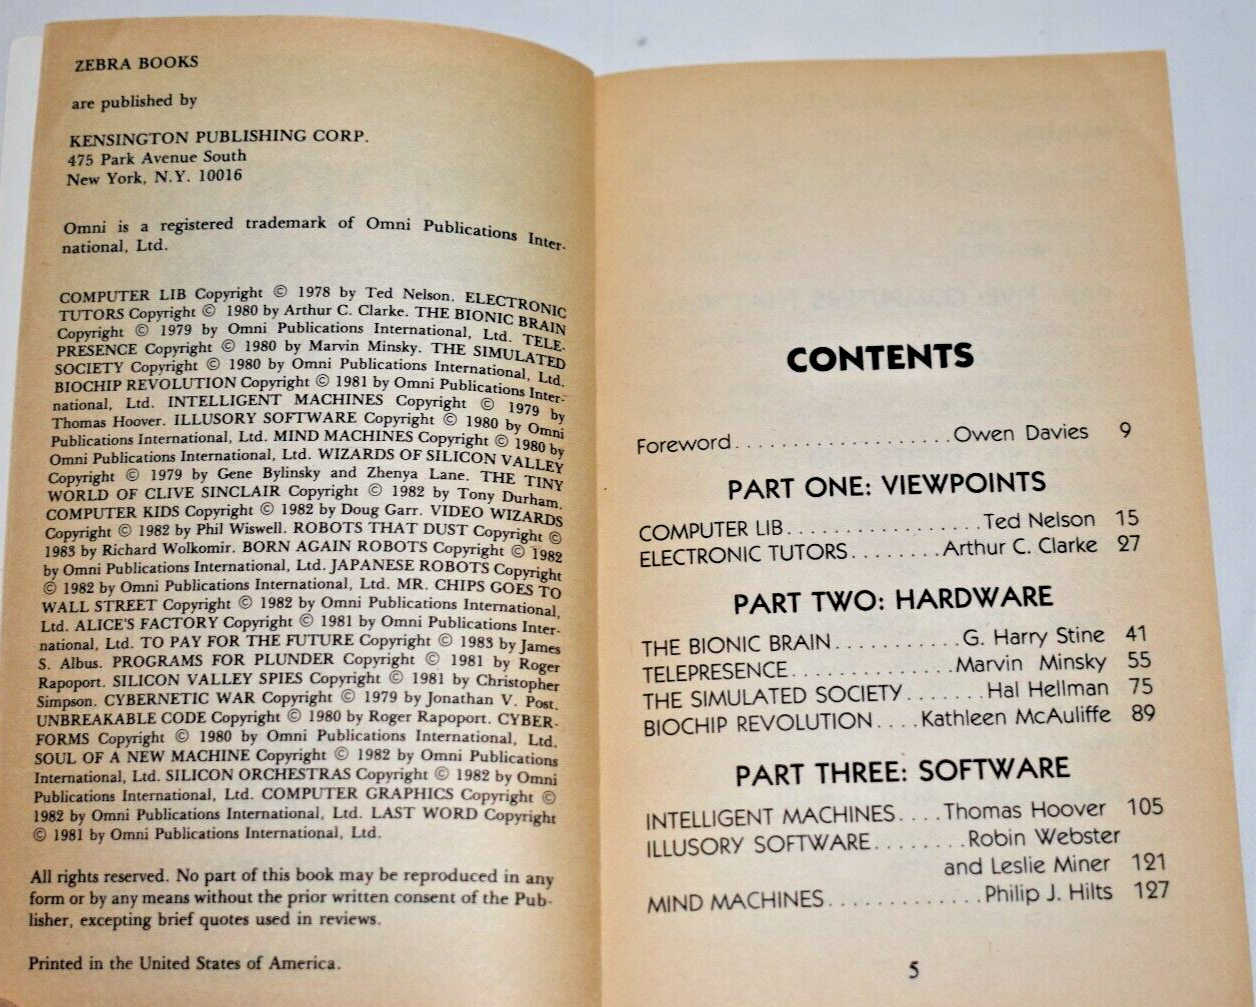 ZEBRA BOOKS
are published by
KENSINGTON PUBLISHING CORP.
475 Park Avenue South
New York, N.Y. 10016
Omni is a registered trademark of Omni Publications Inter-
national, Ltd.
COMPUTER LIB Copyright © 1978 by Ted Nelson. ELECTRONIC
TUTORS Copyright © 1980 by Arthur C. Clarke. THE BIONIC BRAIN
Copyright © 1979 by Omni Publications International, Ltd. TELE-
PRESENCE Copyright © 1980 by Marvin Minsky. THE SIMULATED
SOCIETY Copyright © 1980 by Omni Publications International, Ltd.
BIOCHIP REVOLUTION Copyright © 1981 by Omni Publications Inter-
national, Ltd. INTELLIGENT MACHINES Copyright © 1979 by
Thomas Hoover. ILLUSORY SOFTWARE Copyright © 1980 by Omni
Publications International, Ltd. MIND MACHINES Copyright © 1980 by
Omni Publications International, Ltd. WIZARDS OF SILICON VALLEY
Copyright © 1979 by Gene Bylinsky and Zhenya Lane. THE TINY
WORLD OF CLIVE SINCLAIR Copyright © 1982 by Tony Durham.
COMPUTER KIDS Copyright © 1982 by Doug Garr. VIDEO WIZARDS
Copyright © 1982 by Phil Wiswell. ROBOTS THAT DUST Copyright ©
1983 by Richard Wolkomir. BORN AGAIN ROBOTS Copyright © 1982
by Omni Publications International, Ltd. JAPANESE ROBOTS Copyright
© 1982 by Omni Publications International, Ltd. MR. CHIPS GOES TO
WALL STREET Copyright © 1982 by Omni Publications International,
Ltd. ALICE'S FACTORY Copyright © 1981 by Omni Publications Inter-
national, Ltd. TO PAY FOR THE FUTURE Copyright © 1983 by James
S. Albus. PROGRAMS FOR PLUNDER Copyright © 1981 by Roger
Rapoport. SILICON VALLEY SPIES Copyright © 1981 by Christopher
Simpson. CYBERNETIC WAR Copyright © 1979 by Jonathan V. Post.
UNBREAKABLE CODE Copyright © 1980 by Roger Rapoport. CYBER-
FORMS Copyright © 1980 by Omni Publications International, Ltd.
SOUL OF A NEW MACHINE Copyright © 1982 by Omni Publications
International, Ltd. SILICON ORCHESTRAS Copyright © 1982 by Omni
Publications International, Ltd. COMPUTER GRAPHICS Copyright ©
1982 by Omni Publications International, Ltd. LAST WORD Copyright
© 1981 by Omni Publications International, Ltd.
All rights reserved. No part of this book may be reproduced in any
form or by any means without the prior written consent of the Pub-
lisher, excepting brief quotes used in reviews.
Printed in the United States of America.
CONTENTS
Foreword...................Owen Davies 9
PART ONE: VIEWPOINTS
COMPUTER LIB.................Ted Nelson 15
ELECTRONIC TUTORS........Arthur C. Clarke 27
PART TWO: HARDWARE
THE BIONIC BRAIN...........G. Harry Stine 41
TELEPRESENCE..............Marvin Minsky 55
THE SIMULATED SOCIETY.......Hal Hellman 75
BIOCHIP REVOLUTION....Kathleen McAuliffe 89
PART THREE: SOFTWARE
INTELLIGENT MACHINES....Thomas Hoover 105
ILLUSORY SOFTWARE........Robin Webster
and Leslie Miner 121
MIND MACHINES.............Philip J. Hilts 127
5